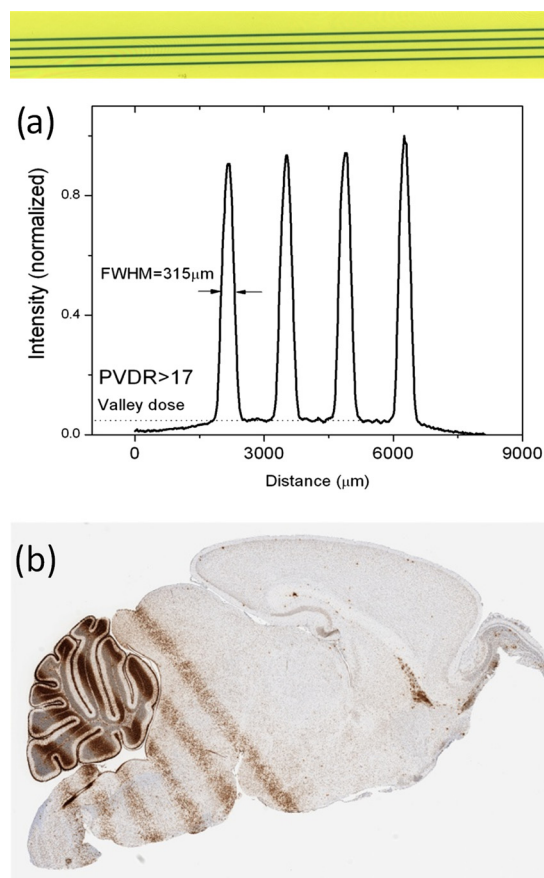 (a)
Intensity (normalized)
0.8
0.4
0.0
FWHM=315μm
PVDR>17
Valley dose
0 3000 6000 9000
Distance (μm)
(b)